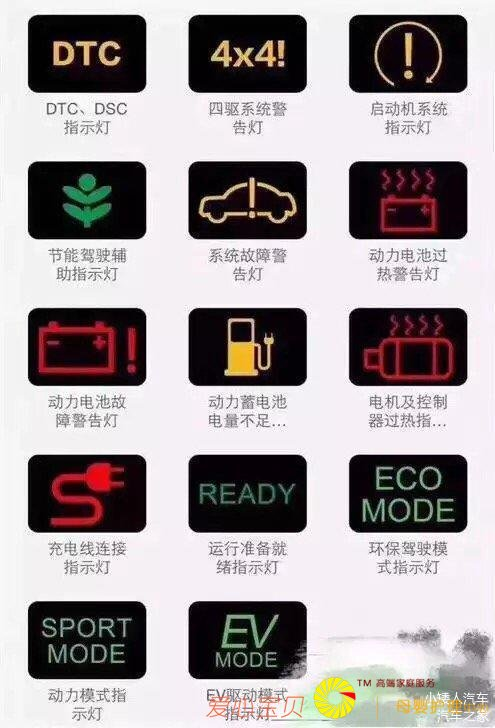 DTC
4x4!
!
DTC、DSC
指示灯
四驱系统警
告灯
启动机系统
指示灯
!
节能驾驶辅
助指示灯
系统故障警
告灯
动力电池过
热警告灯
!
动力电池故
障警告灯
动力蓄电池
电量不足...
电机及控制
器过热指...
READY
ECO
MODE
充电线连接
指示灯
运行准备就
绪指示灯
环保驾驶模
式指示灯
SPORT
MODE
EV
MODE
动力模式指
示灯
EV驱动模式
指示灯
爱奶宝贝
TM 高端家庭服务
小矮人汽车
汽车之家